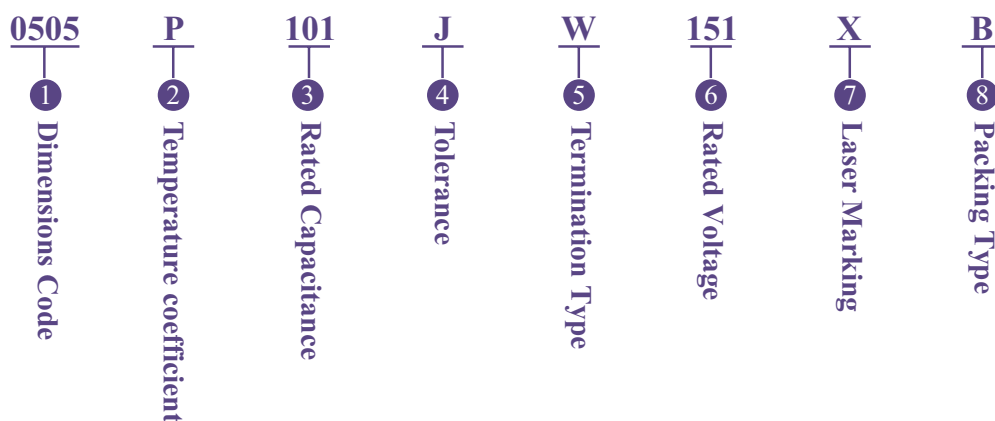 0505 P 101 J W 151 X B
1 2 3 4 5 6 7 8
Dimensions Code
Temperature coefficient
Rated Capacitance
Tolerance
Termination Type
Rated Voltage
Laser Marking
Packing Type